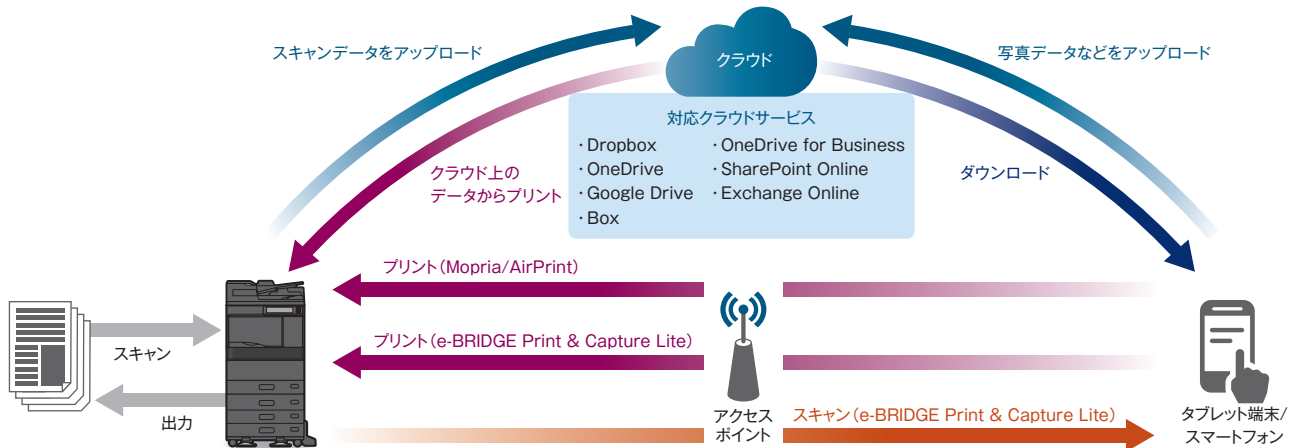 スキャンデータをアップロード
クラウド
写真データなどをアップロード
対応クラウドサービス
・Dropbox
・OneDrive
・Google Drive
・Box
・OneDrive for Business
・SharePoint Online
・Exchange Online
クラウド上の
データからプリント
ダウンロード
プリント（Mopria/AirPrint）
スキャン
プリント（e-BRIDGE Print & Capture Lite）
出力
アクセス
ポイント
スキャン（e-BRIDGE Print & Capture Lite）
タブレット端末/
スマートフォン